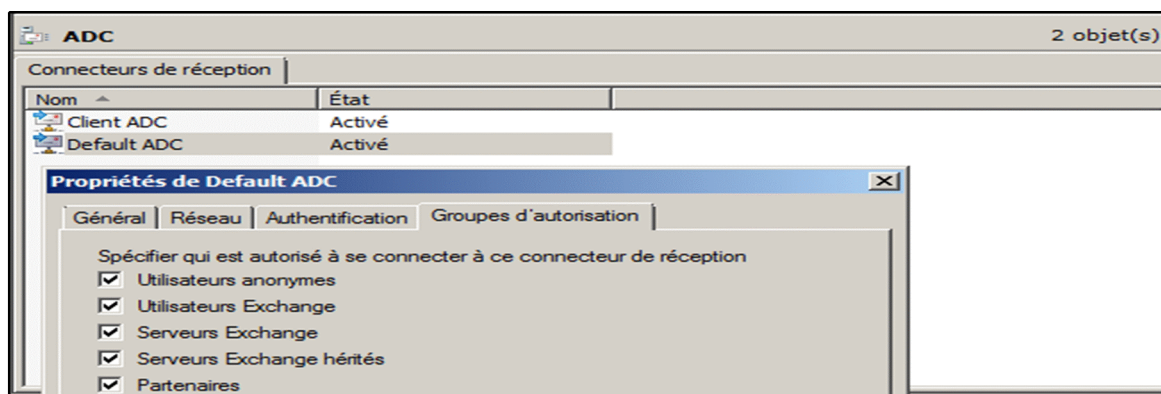 ADC 2 objet(s)
Connecteurs de réception
Nom État
Client ADC Activé
Default ADC Activé
Propriétés de Default ADC
Général Réseau Authentification Groupes d'autorisation
Spécifier qui est autorisé à se connecter à ce connecteur de réception
Utilisateurs anonymes
Utilisateurs Exchange
Serveurs Exchange
Serveurs Exchange hérités
Partenaires